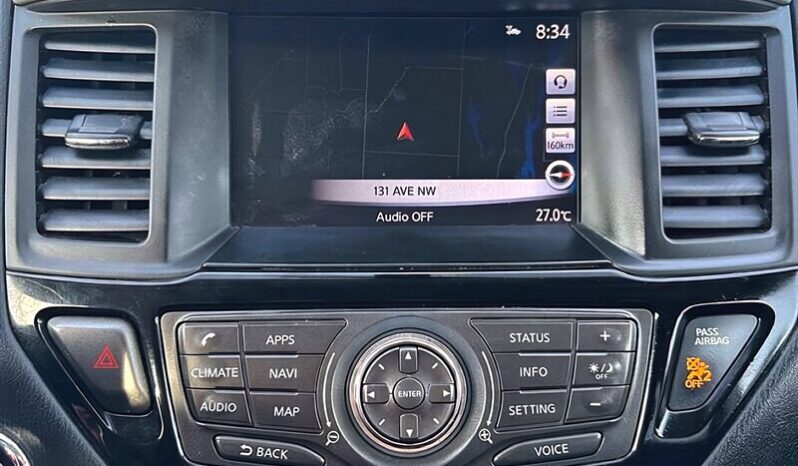 8:34
160km
131 AVE NW
Audio OFF 27.0°C
APPS
STATUS
+
CLIMATE
NAVI
INFO
OFF
AUDIO
MAP
SETTING
−
ENTER
BACK
VOICE
PASS
AIRBAG
2
OFF